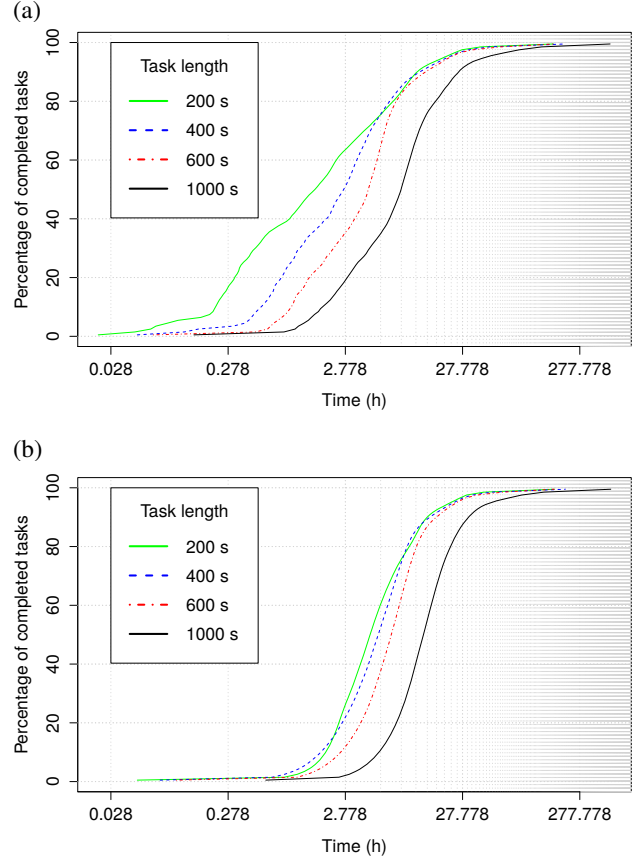 (a)
100
80
60
40
20
0
Percentage of completed tasks
Task length
200 s
400 s
600 s
1000 s
0.028 0.278 2.778 27.778 277.778
Time (h)
(b)
100
80
60
40
20
0
Percentage of completed tasks
Task length
200 s
400 s
600 s
1000 s
0.028 0.278 2.778 27.778 277.778
Time (h)